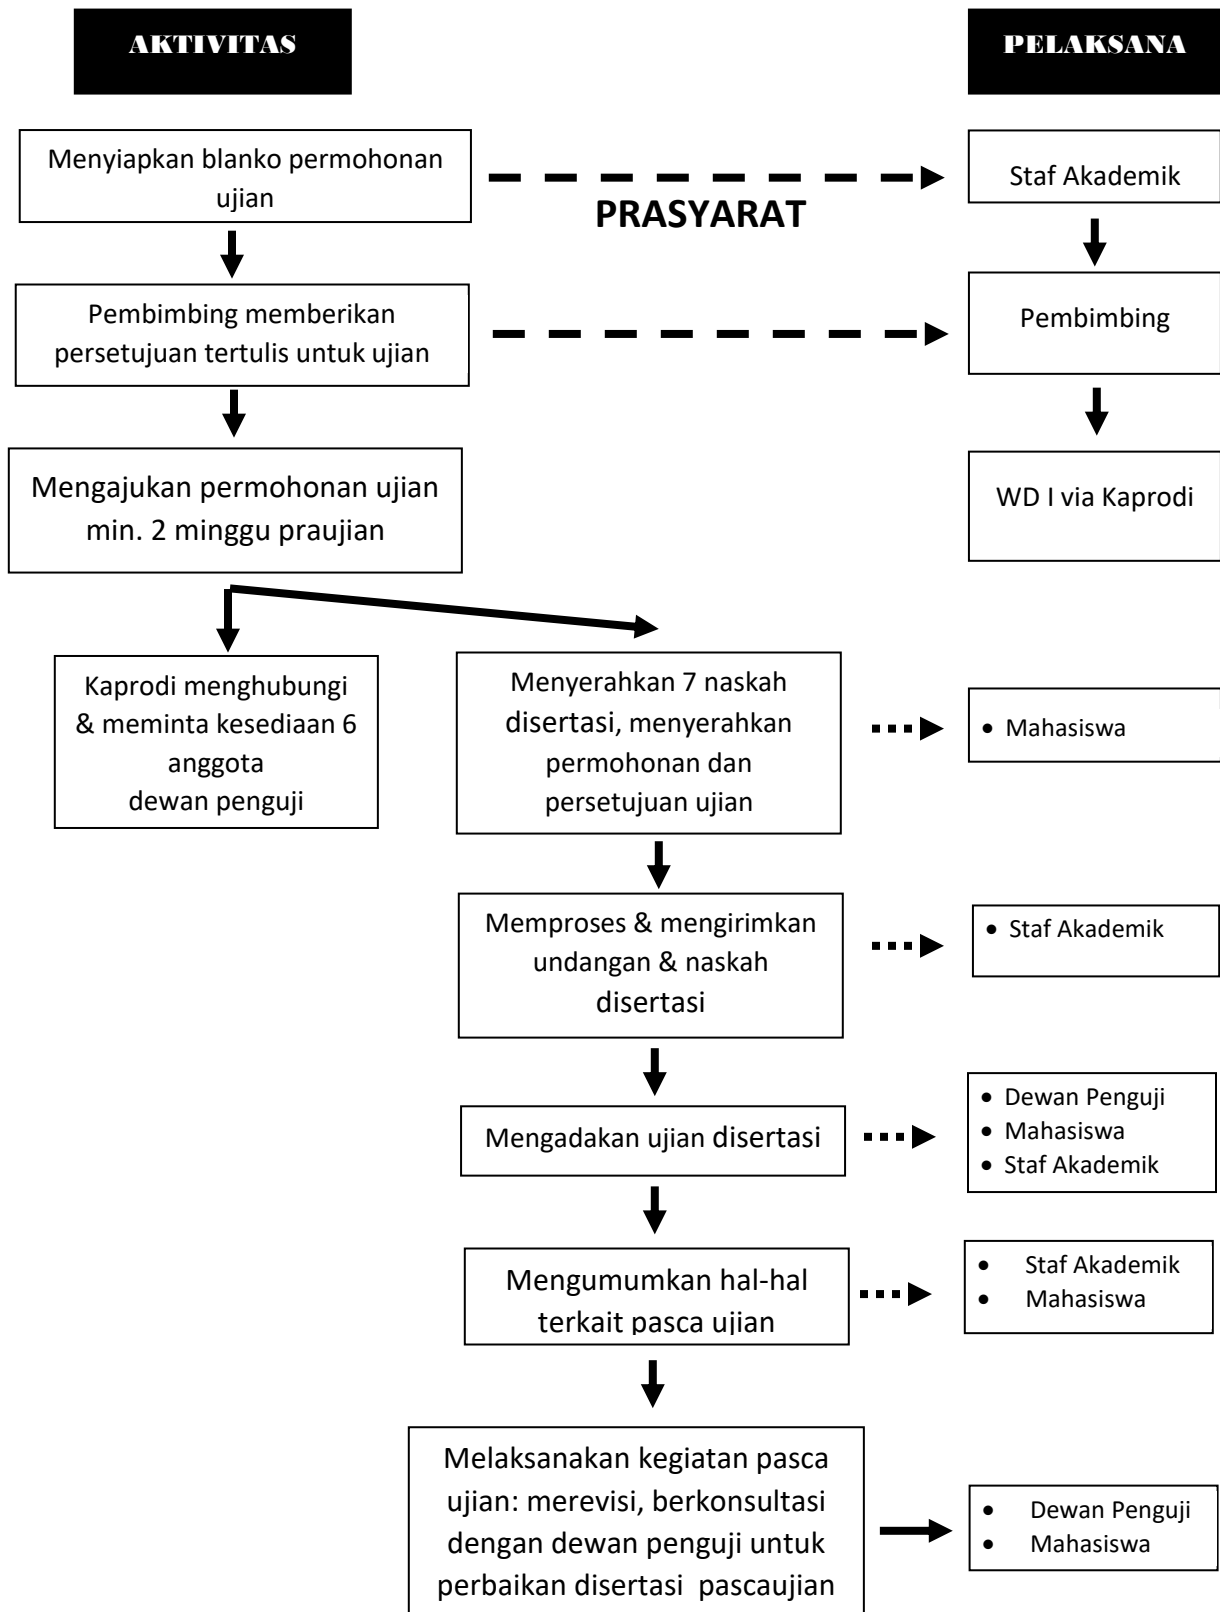 AKTIVITAS
PELAKSANA
Menyiapkan blanko permohonan
ujian
PRASYARAT
Staf Akademik
Pembimbing memberikan
persetujuan tertulis untuk ujian
Pembimbing
Mengajukan permohonan ujian
min. 2 minggu praujian
WD I via Kaprodi
Kaprodi menghubungi
& meminta kesediaan 6
anggota
dewan penguji
Menyerahkan 7 naskah
disertasi, menyerahkan
permohonan dan
persetujuan ujian
• Mahasiswa
Memproses & mengirimkan
undangan & naskah
disertasi
• Staf Akademik
Mengadakan ujian disertasi
• Dewan Penguji
• Mahasiswa
• Staf Akademik
Mengumumkan hal-hal
terkait pasca ujian
• Staf Akademik
• Mahasiswa
Melaksanakan kegiatan pasca
ujian: merevisi, berkonsultasi
dengan dewan penguji untuk
perbaikan disertasi pascaujian
• Dewan Penguji
• Mahasiswa